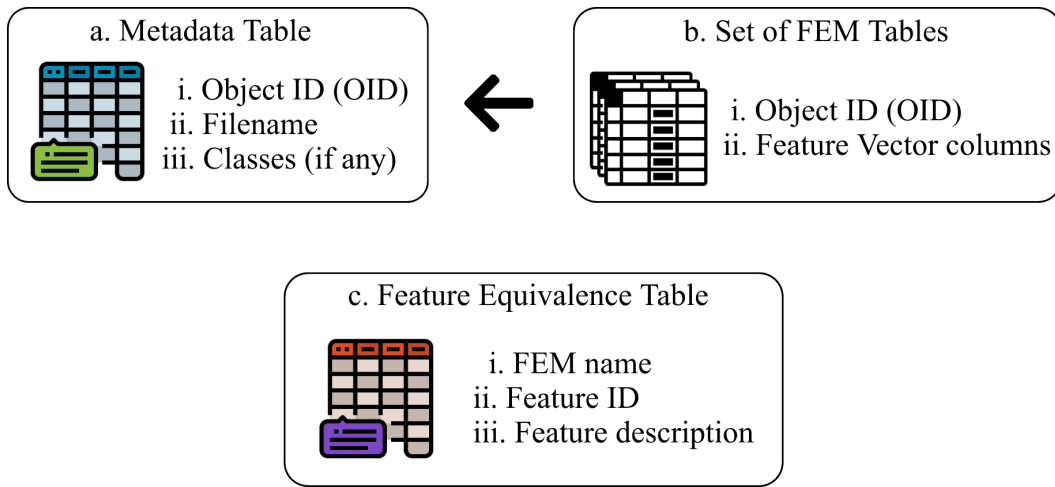 a. Metadata Table
i. Object ID (OID)
ii. Filename
iii. Classes (if any)
b. Set of FEM Tables
i. Object ID (OID)
ii. Feature Vector columns
c. Feature Equivalence Table
i. FEM name
ii. Feature ID
iii. Feature description